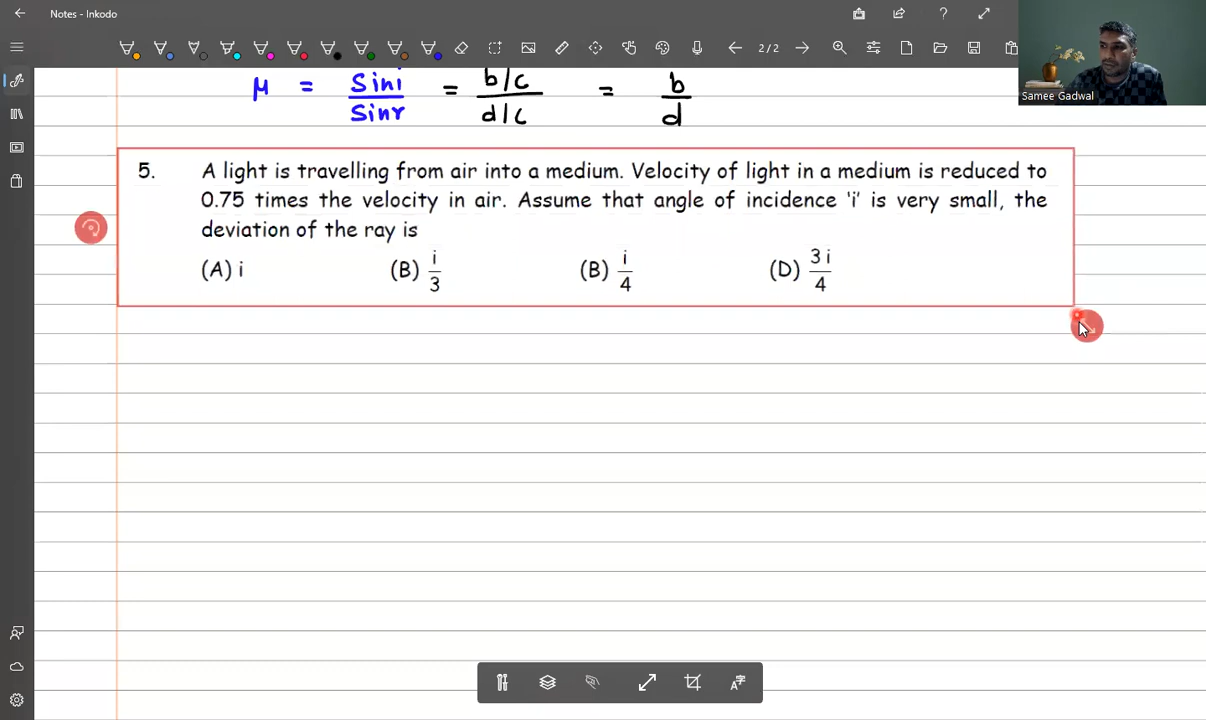 Notes - Inkodo
2/2
Samee Gadwal
μ = Sini / Sinr = b/c / d/c = b / d
5. A light is travelling from air into a medium. Velocity of light in a medium is reduced to
0.75 times the velocity in air. Assume that angle of incidence 'i' is very small, the
deviation of the ray is
(A) i (B) i/3 (B) i/4 (D) 3i/4